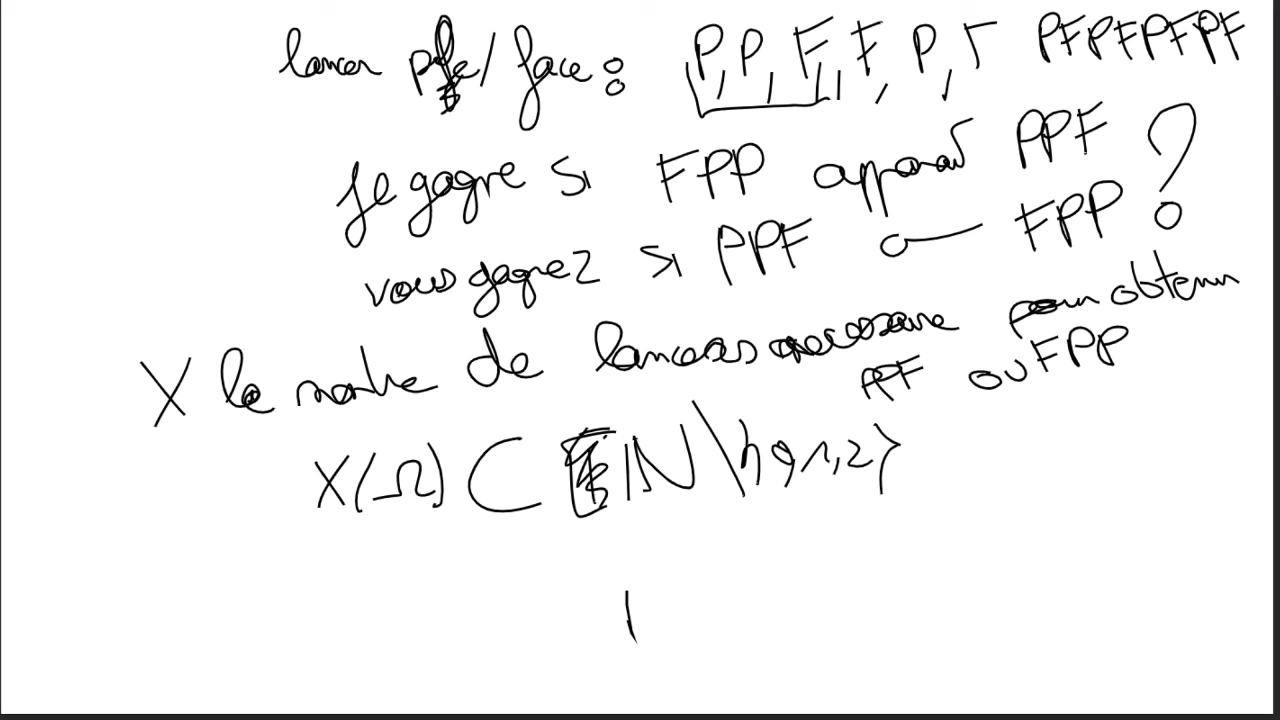 lancer pile/face : P, P, F, F, P, F PFPFPFPF
Je gagne si FPP apparaît PPF
vous gagnez si PPF FPP ?
X le nombre de lancers nécessaire pour obtenir
PPF ou FPP
X(Ω) ⊂ ℕ \ {0,1,2}